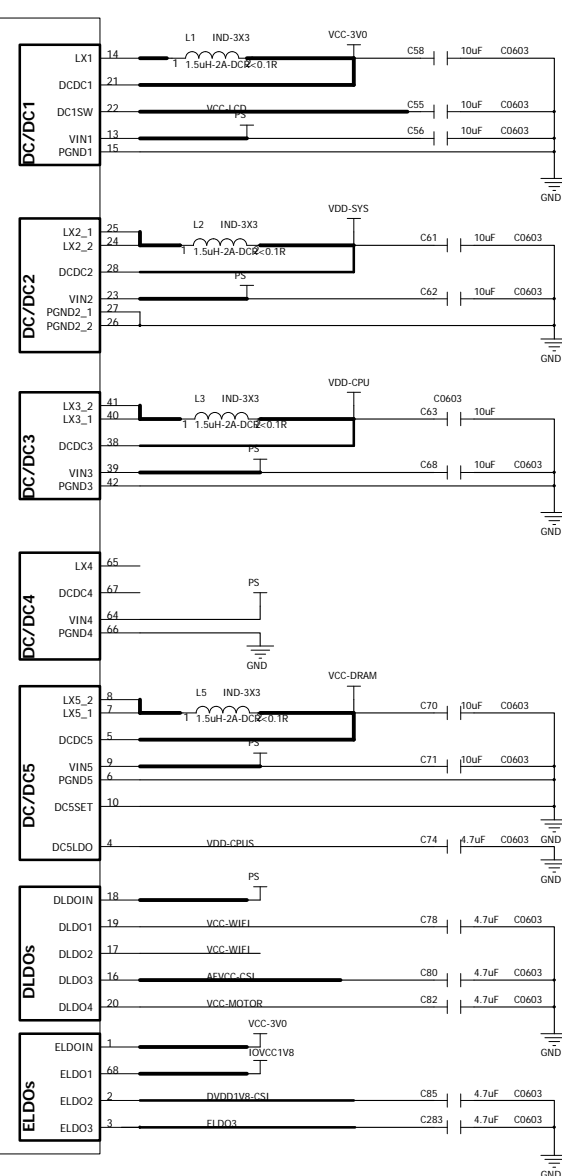 DC/DC1
LX1 14 L1 IND-3X3 VCC-3V0 C58 10uF C0603
1 1.5uH-2A-DCR<0.1R 2
DCDC1 21
DC1SW 22 VCC-LCD C55 10uF C0603
PS
VIN1 13 C56 10uF C0603
PGND1 15
GND
DC/DC2
VDD-SYS
LX2_1 25 L2 IND-3X3
LX2_2 24 C61 10uF C0603
1 1.5uH-2A-DCR<0.1R 2
DCDC2 28
PS
VIN2 23 C62 10uF C0603
PGND2_1 27
PGND2_2 26
GND
DC/DC3
VDD-CPU
LX3_2 41 L3 IND-3X3 C0603
LX3_1 40 C63 10uF
1 1.5uH-2A-DCR<0.1R 2
DCDC3 38
PS
VIN3 39 C68 10uF C0603
PGND3 42
GND
DC/DC4
LX4 65
DCDC4 67 PS
VIN4 64
PGND4 66
GND
DC/DC5
VCC-DRAM
LX5_2 8 L5 IND-3X3
LX5_1 7 C70 10uF C0603
1 1.5uH-2A-DCR<0.1R 2
DCDC5 5
PS
VIN5 9 C71 10uF C0603
PGND5 6
DC5SET 10
GND
DC5LDO 4 VDD-CPUS C74 4.7uF C0603
GND
DLDOs
PS
DLDOIN 18
DLDO1 19 VCC-WIFI C78 4.7uF C0603
DLDO2 17 VCC-WIFI
DLDO3 16 AFVCC-CSI C80 4.7uF C0603
DLDO4 20 VCC-MOTOR C82 4.7uF C0603
GND
ELDOs
VCC-3V0
ELDOIN 1
IOVCC1V8
ELDO1 68
ELDO2 2 DVDD1V8-CSI C85 4.7uF C0603
ELDO3 3 ELDO3 C283 4.7uF C0603
GND